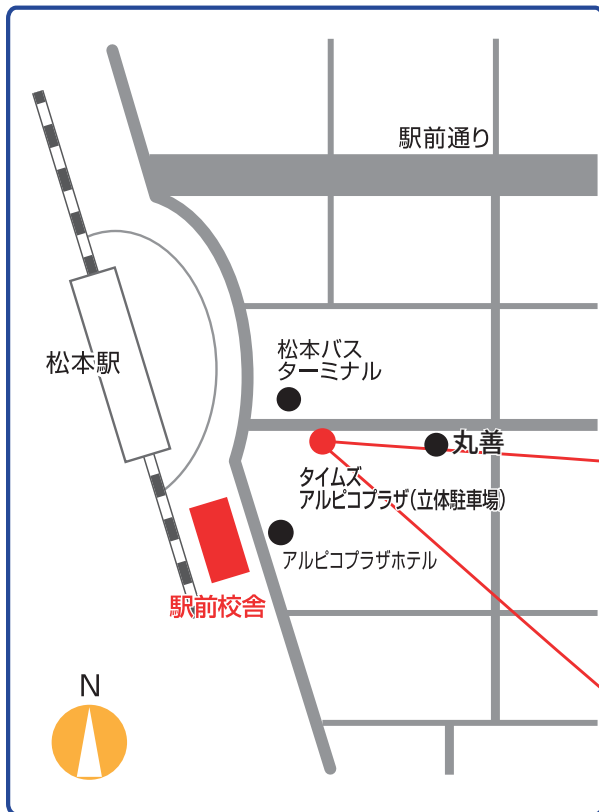 駅前通り
松本バス
ターミナル
松本駅
丸善
タイムズ
アルピコプラザ(立体駐車場)
アルピコプラザホテル
駅前校舎
N